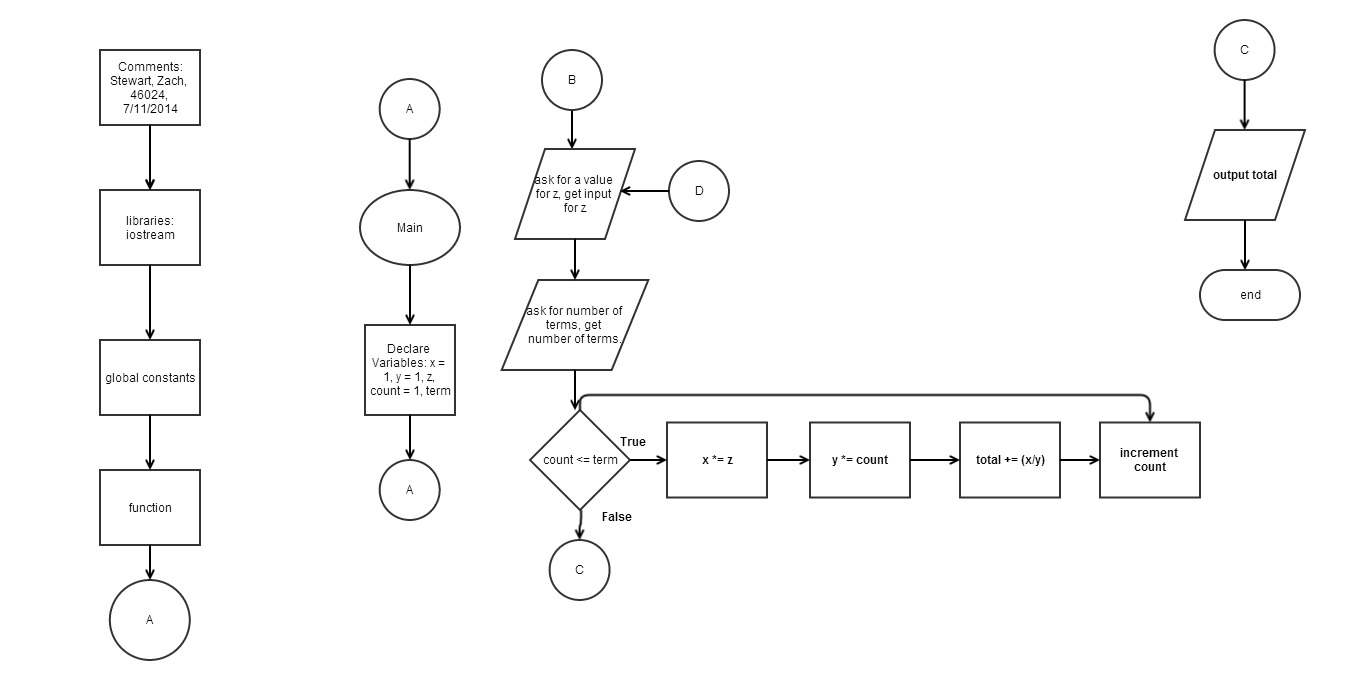 Comments:
Stewart, Zach,
46024,
7/11/2014
libraries:
iostream
global constants
function
A
A
Main
Declare
Variables: x =
1, y = 1, z,
count = 1, term
A
B
ask for a value
for z, get input
for z
D
ask for number of
terms, get
number of terms.
count <= term
True
False
C
x *= z
y *= count
total += (x/y)
increment
count
C
output total
end